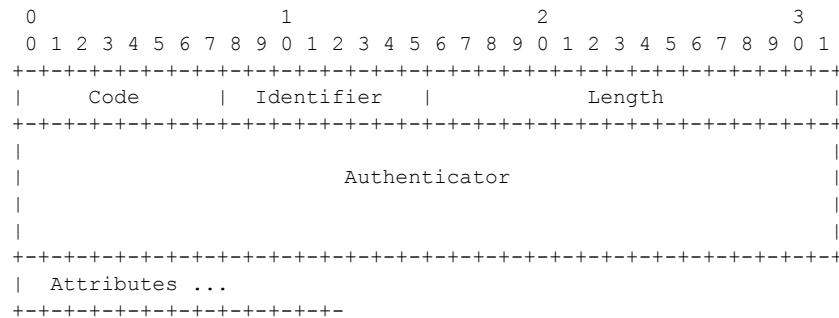 0                   1                   2                   3
 0 1 2 3 4 5 6 7 8 9 0 1 2 3 4 5 6 7 8 9 0 1 2 3 4 5 6 7 8 9 0 1
+-+-+-+-+-+-+-+-+-+-+-+-+-+-+-+-+-+-+-+-+-+-+-+-+-+-+-+-+-+-+-+-+
|     Code      |  Identifier   |            Length             |
+-+-+-+-+-+-+-+-+-+-+-+-+-+-+-+-+-+-+-+-+-+-+-+-+-+-+-+-+-+-+-+-+
|                                                               |
|                         Authenticator                         |
|                                                               |
|                                                               |
+-+-+-+-+-+-+-+-+-+-+-+-+-+-+-+-+-+-+-+-+-+-+-+-+-+-+-+-+-+-+-+-+
|  Attributes ...
+-+-+-+-+-+-+-+-+-+-+-+-+-